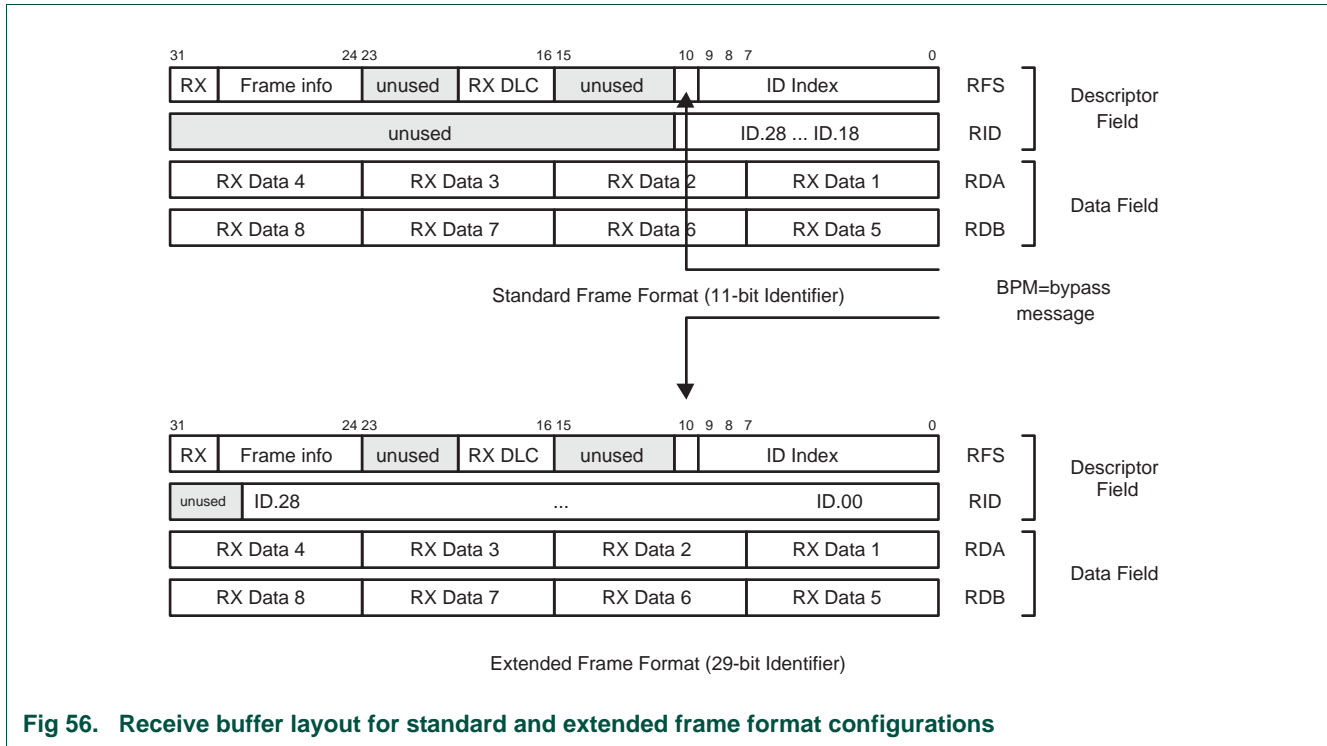 31 24 23 16 15 10 9 8 7 0
RX Frame info unused RX DLC unused ID Index RFS
Descriptor
Field
unused ID.28 ... ID.18 RID
RX Data 4 RX Data 3 RX Data 2 RX Data 1 RDA
Data Field
RX Data 8 RX Data 7 RX Data 6 RX Data 5 RDB
Standard Frame Format (11-bit Identifier)
BPM=bypass
message
31 24 23 16 15 10 9 8 7 0
RX Frame info unused RX DLC unused ID Index RFS
Descriptor
Field
unused ID.28 ... ID.00 RID
RX Data 4 RX Data 3 RX Data 2 RX Data 1 RDA
Data Field
RX Data 8 RX Data 7 RX Data 6 RX Data 5 RDB
Extended Frame Format (29-bit Identifier)
Fig 56. Receive buffer layout for standard and extended frame format configurations